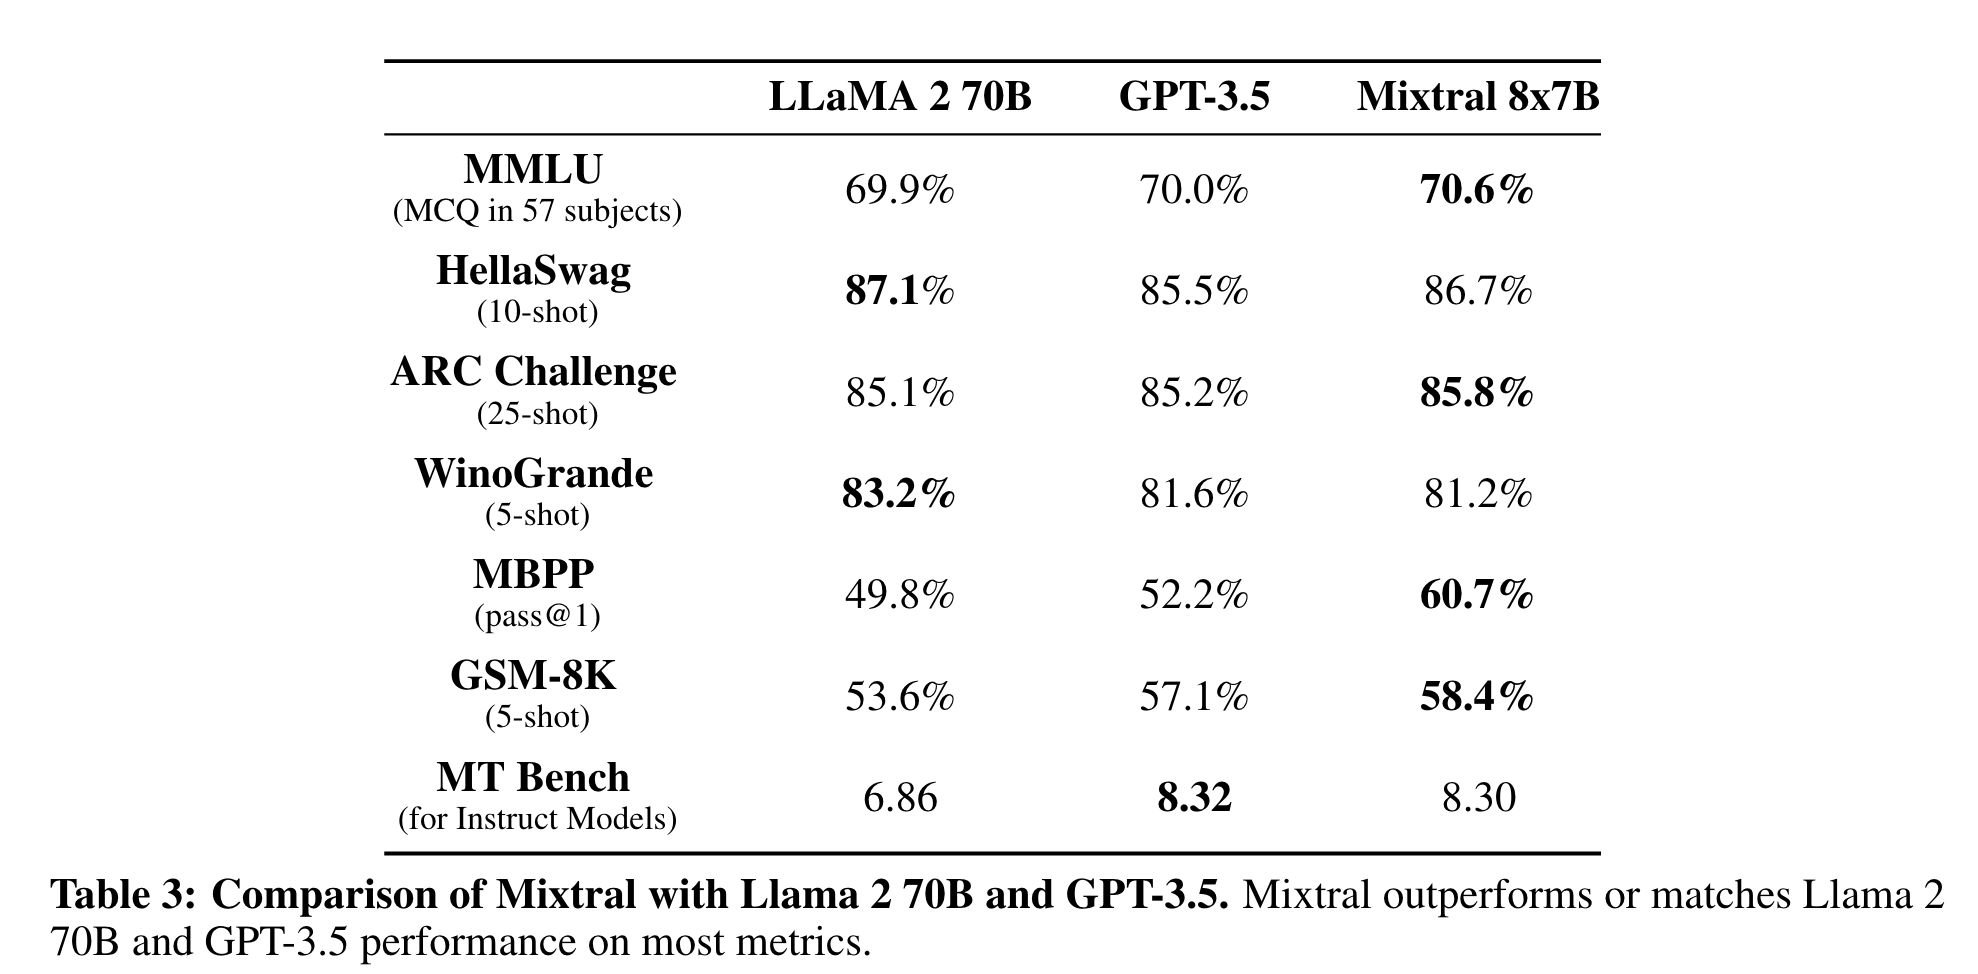 LLaMA 2 70B GPT-3.5 Mixtral 8x7B
MMLU
(MCQ in 57 subjects) 69.9% 70.0% 70.6%
HellaSwag
(10-shot) 87.1% 85.5% 86.7%
ARC Challenge
(25-shot) 85.1% 85.2% 85.8%
WinoGrande
(5-shot) 83.2% 81.6% 81.2%
MBPP
(pass@1) 49.8% 52.2% 60.7%
GSM-8K
(5-shot) 53.6% 57.1% 58.4%
MT Bench
(for Instruct Models) 6.86 8.32 8.30
Table 3: Comparison of Mixtral with Llama 2 70B and GPT-3.5. Mixtral outperforms or matches Llama 2
70B and GPT-3.5 performance on most metrics.